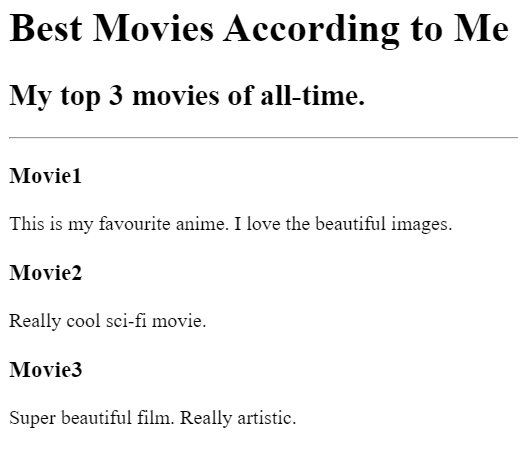 Best Movies According to Me
My top 3 movies of all-time.
Movie1
This is my favourite anime. I love the beautiful images.
Movie2
Really cool sci-fi movie.
Movie3
Super beautiful film. Really artistic.